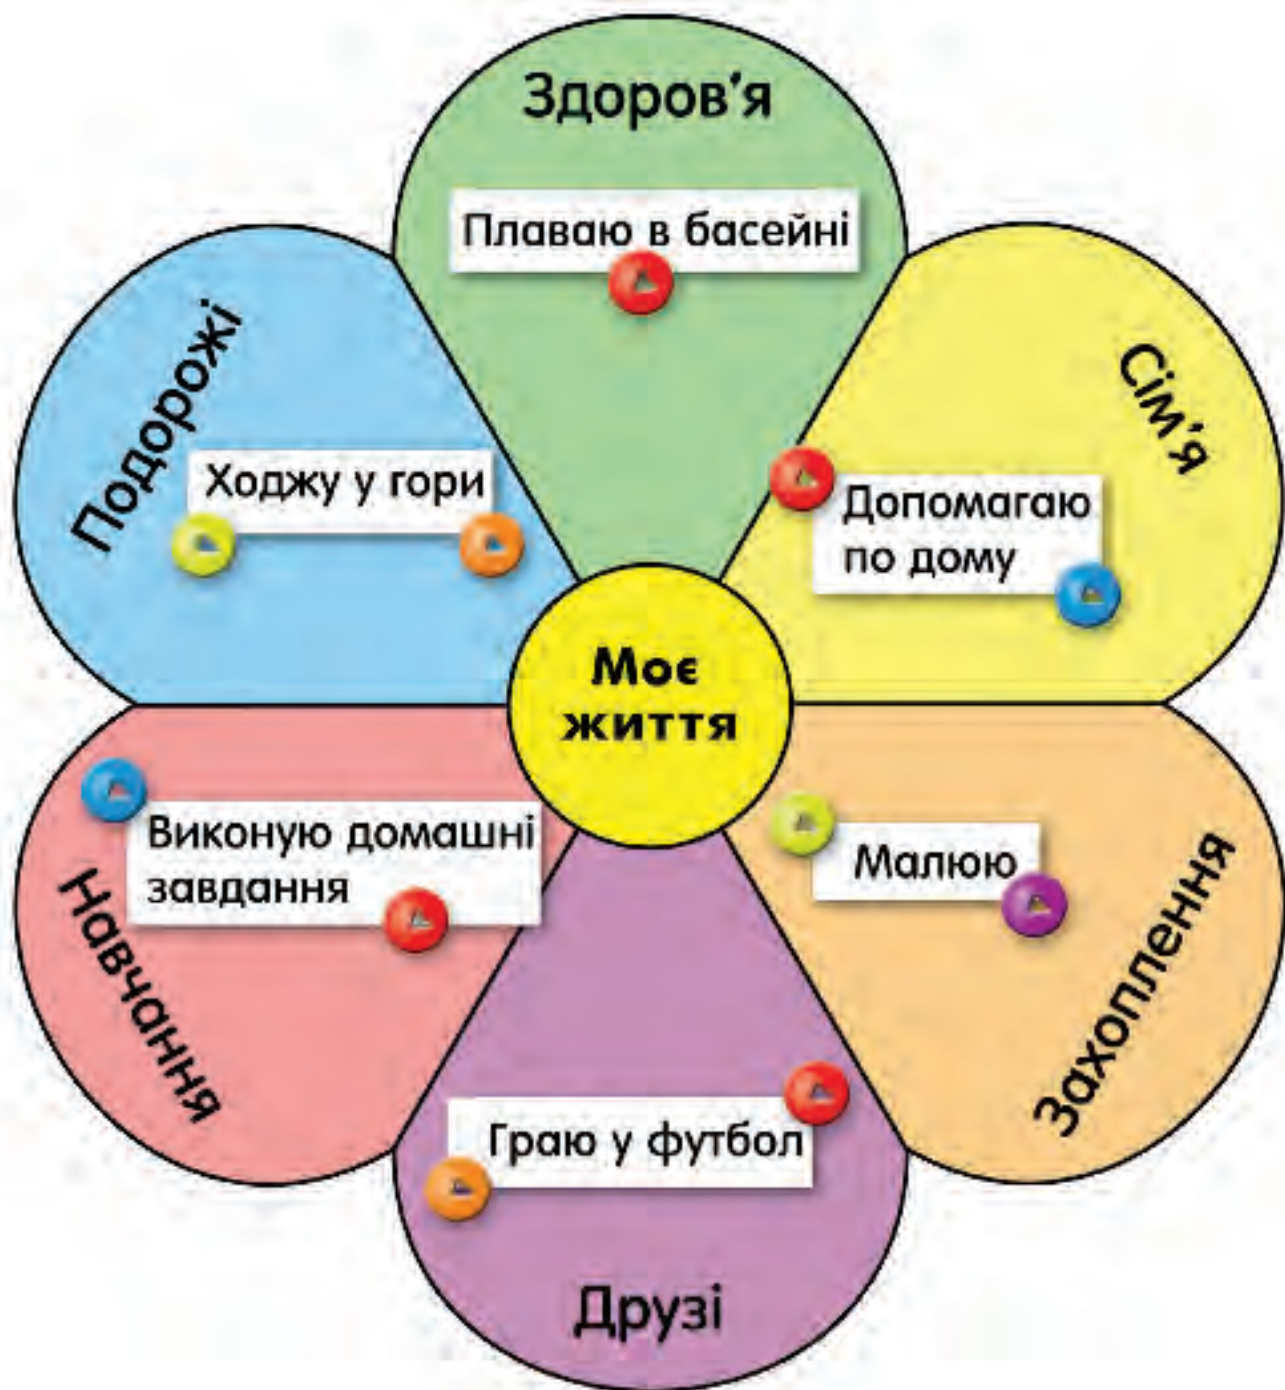 Здоров'я
Плаваю в басейні
Сім'я
Допомагаю
по дому
Захоплення
Малюю
Друзі
Граю у футбол
Навчання
Виконую домашні
завдання
Подорожі
Ходжу у гори
Моє
життя